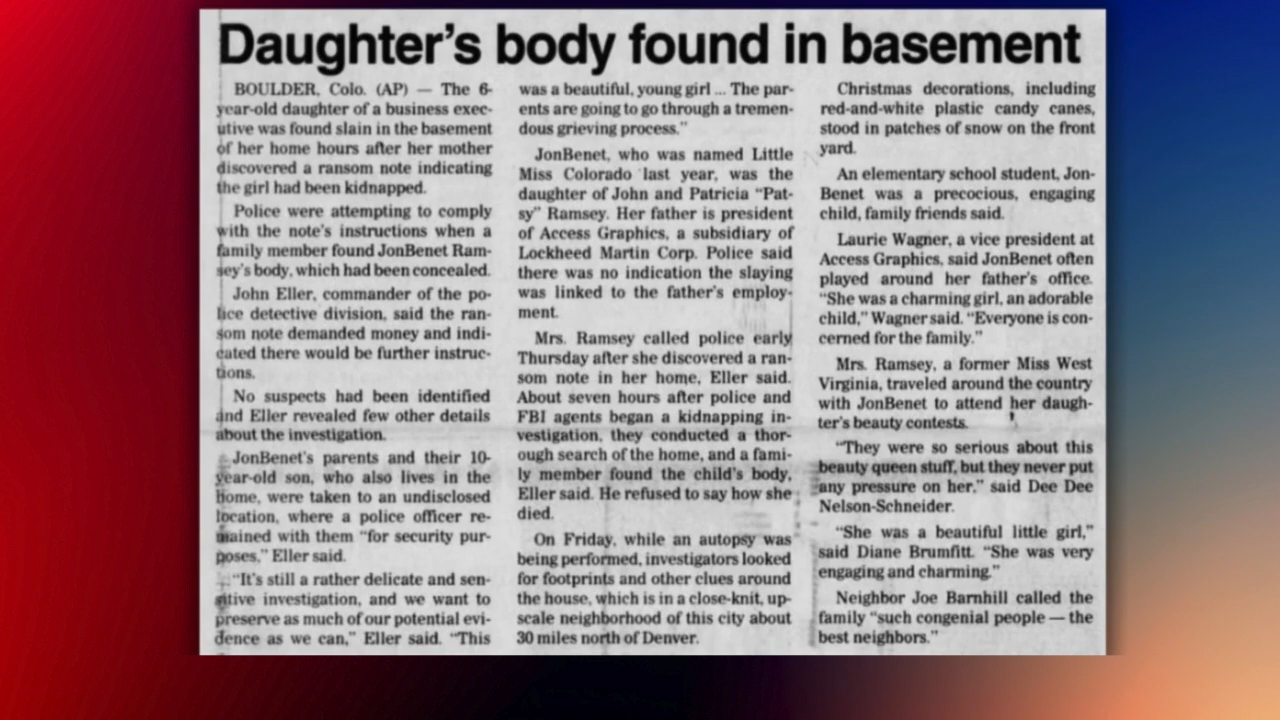 Daughter's body found in basement
BOULDER, Colo. (AP) — The 6-
year-old daughter of a business exec-
utive was found slain in the basement
of her home hours after her mother
discovered a ransom note indicating
the girl had been kidnapped.
Police were attempting to comply
with the note's instructions when a
family member found JonBenet Ram-
sey's body, which had been concealed.
John Eller, commander of the po-
lice detective division, said the ran-
som note demanded money and indi-
cated there would be further instruc-
tions.
No suspects had been identified
and Eller revealed few other details
about the investigation.
JonBenet's parents and their 10-
year-old son, who also lives in the
home, were taken to an undisclosed
location, where a police officer re-
mained with them "for security pur-
poses," Eller said.
"It's still a rather delicate and sen-
sitive investigation, and we want to
preserve as much of our potential evi-
dence as we can," Eller said. "This
was a beautiful, young girl ... The par-
ents are going to go through a tremen-
dous grieving process."
JonBenet, who was named Little
Miss Colorado last year, was the
daughter of John and Patricia "Pat-
sy" Ramsey. Her father is president
of Access Graphics, a subsidiary of
Lockheed Martin Corp. Police said
there was no indication the slaying
was linked to the father's employ-
ment.
Mrs. Ramsey called police early
Thursday after she discovered a ran-
som note in her home, Eller said.
About seven hours after police and
FBI agents began a kidnapping in-
vestigation, they conducted a thor-
ough search of the home, and a fami-
ly member found the child's body,
Eller said. He refused to say how she
died.
On Friday, while an autopsy was
being performed, investigators looked
for footprints and other clues around
the house, which is in a close-knit, up-
scale neighborhood of this city about
30 miles north of Denver.
Christmas decorations, including
red-and-white plastic candy canes,
stood in patches of snow on the front
yard.
An elementary school student, Jon-
Benet was a precocious, engaging
child, family friends said.
Laurie Wagner, a vice president at
Access Graphics, said JonBenet often
played around her father's office.
"She was a charming girl, an adorable
child," Wagner said. "Everyone is con-
cerned for the family."
Mrs. Ramsey, a former Miss West
Virginia, traveled around the country
with JonBenet to attend her daugh-
ter's beauty contests.
"They were so serious about this
beauty queen stuff, but they never put
any pressure on her," said Dee Dee
Nelson-Schneider.
"She was a beautiful little girl,"
said Diane Brumfitt. "She was very
engaging and charming."
Neighbor Joe Barnhill called the
family "such congenial people — the
best neighbors."